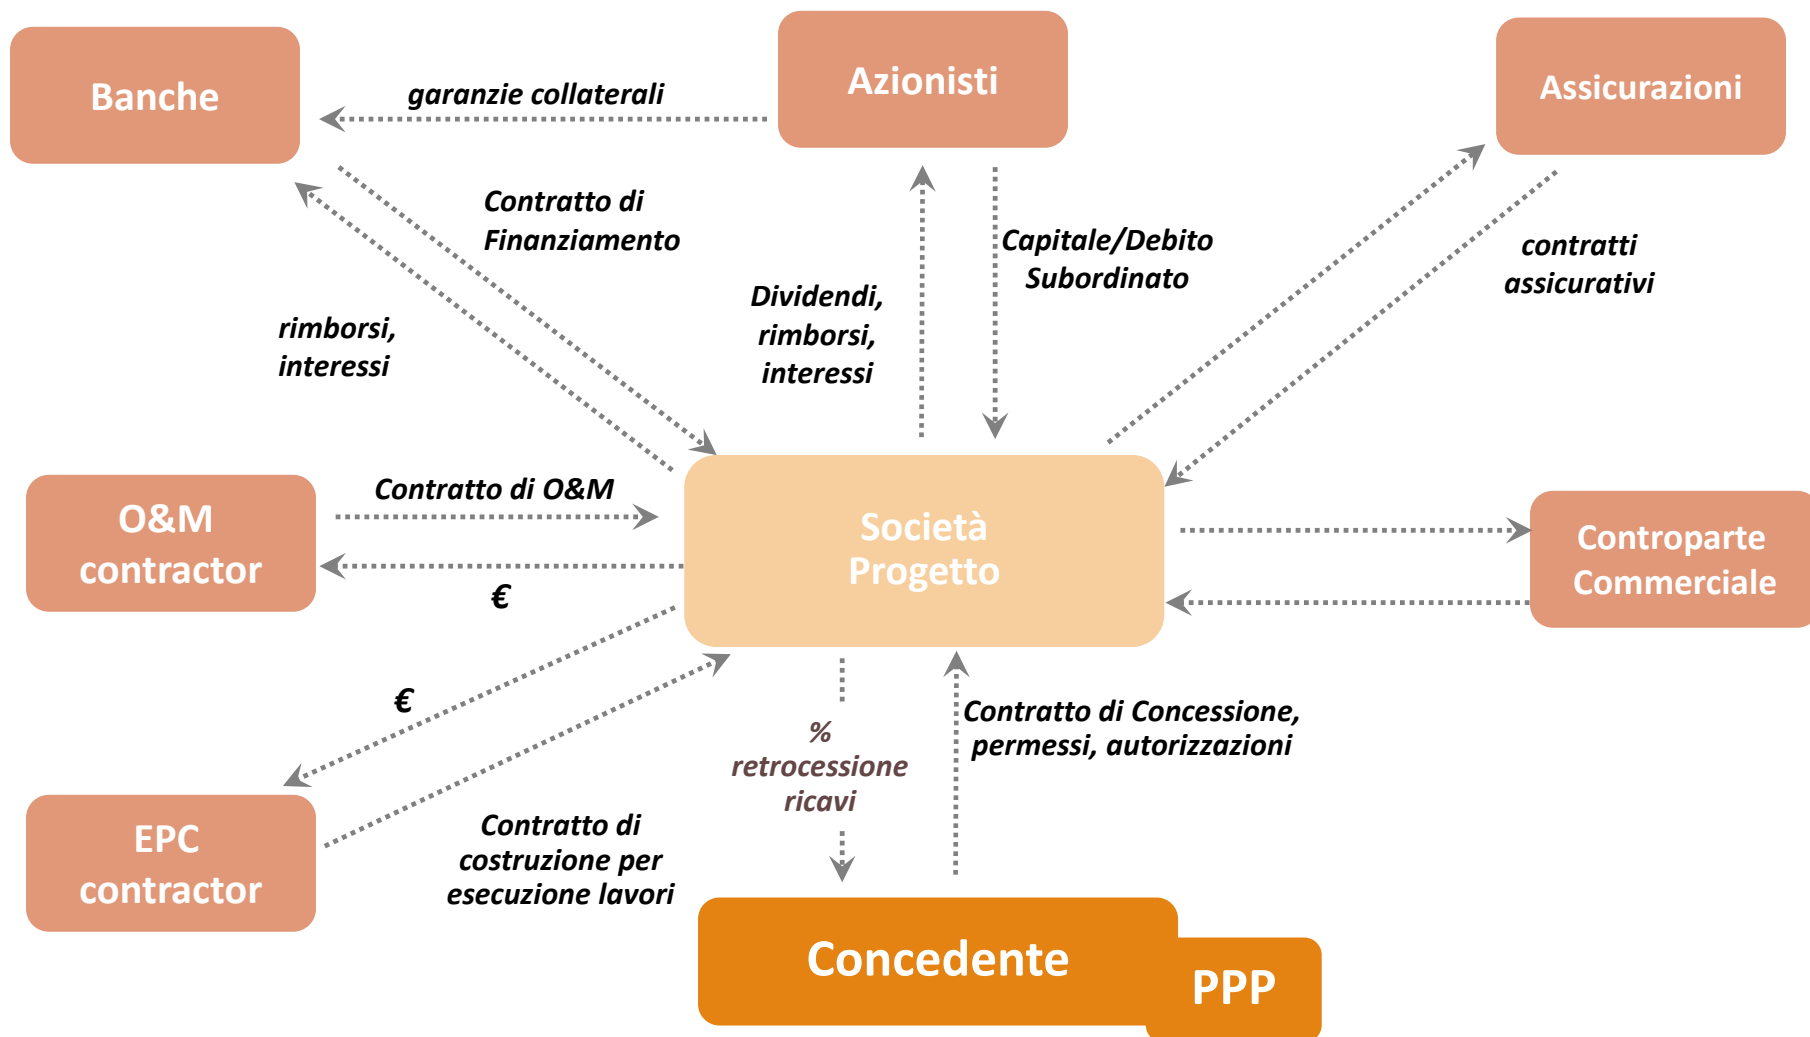 Banche
garanzie collaterali
Azionisti
Assicurazioni
Contratto di
Finanziamento
rimborsi,
interessi
Dividendi,
rimborsi,
interessi
Capitale/Debito
Subordinato
contratti
assicurativi
O&M
contractor
Contratto di O&M
€
Società
Progetto
Controparte
Commerciale
€
EPC
contractor
Contratto di
costruzione per
esecuzione lavori
%
retrocessione
ricavi
Contratto di Concessione,
permessi, autorizzazioni
Concedente
PPP